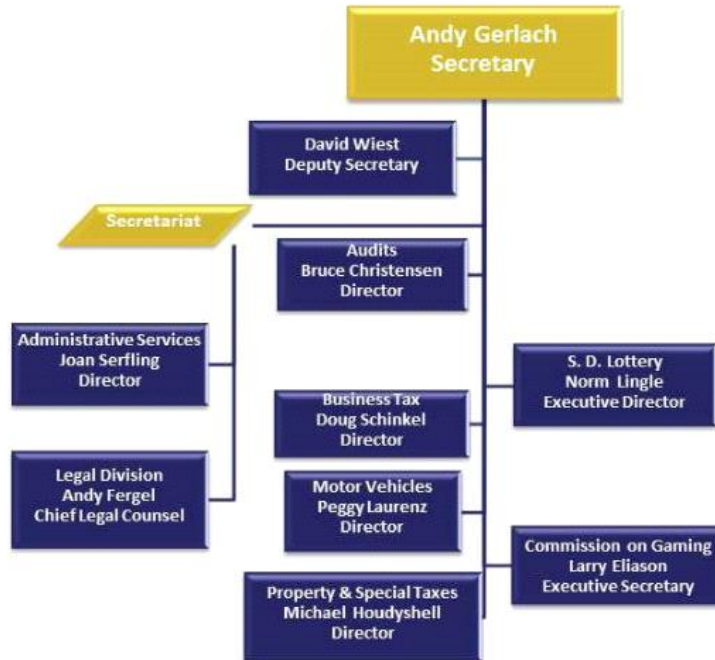 Andy Gerlach
Secretary
David Wiest
Deputy Secretary
Secretariat
Audits
Bruce Christensen
Director
Administrative Services
Joan Serfling
Director
S. D. Lottery
Norm Lingle
Executive Director
Business Tax
Doug Schinkel
Director
Legal Division
Andy Fergel
Chief Legal Counsel
Motor Vehicles
Peggy Laurenz
Director
Commission on Gaming
Larry Eliason
Executive Secretary
Property & Special Taxes
Michael Houdyshell
Director